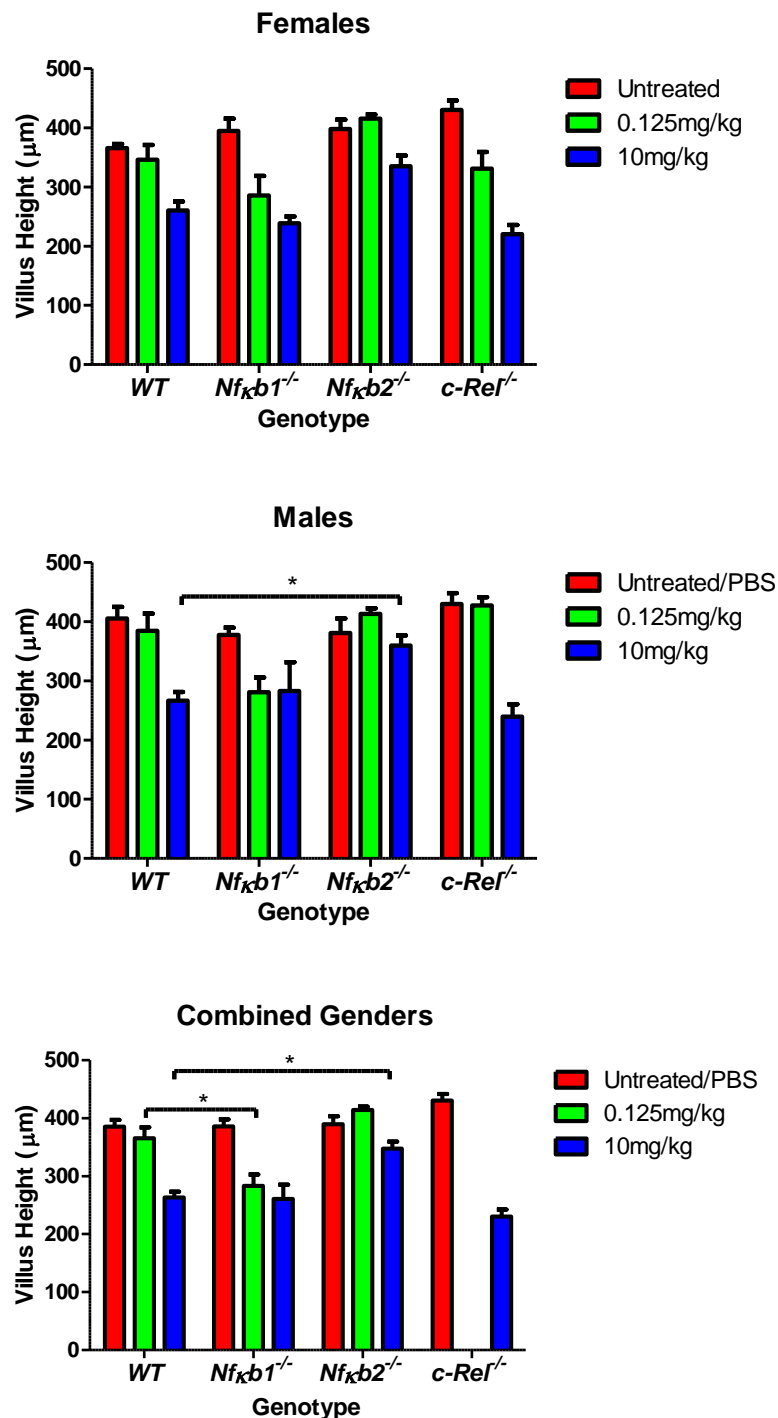 Females
500
400
300
200
100
0
Villus Height (μm)
WT Nfκb1-/- Nfκb2-/- c-Rel-/-
Genotype
Untreated
0.125mg/kg
10mg/kg
Males
500
400
300
200
100
0
Villus Height (μm)
*
WT Nfκb1-/- Nfκb2-/- c-Rel-/-
Genotype
Untreated/PBS
0.125mg/kg
10mg/kg
Combined Genders
500
400
300
200
100
0
Villus Height (μm)
*
*
WT Nfκb1-/- Nfκb2-/- c-Rel-/-
Genotype
Untreated/PBS
0.125mg/kg
10mg/kg